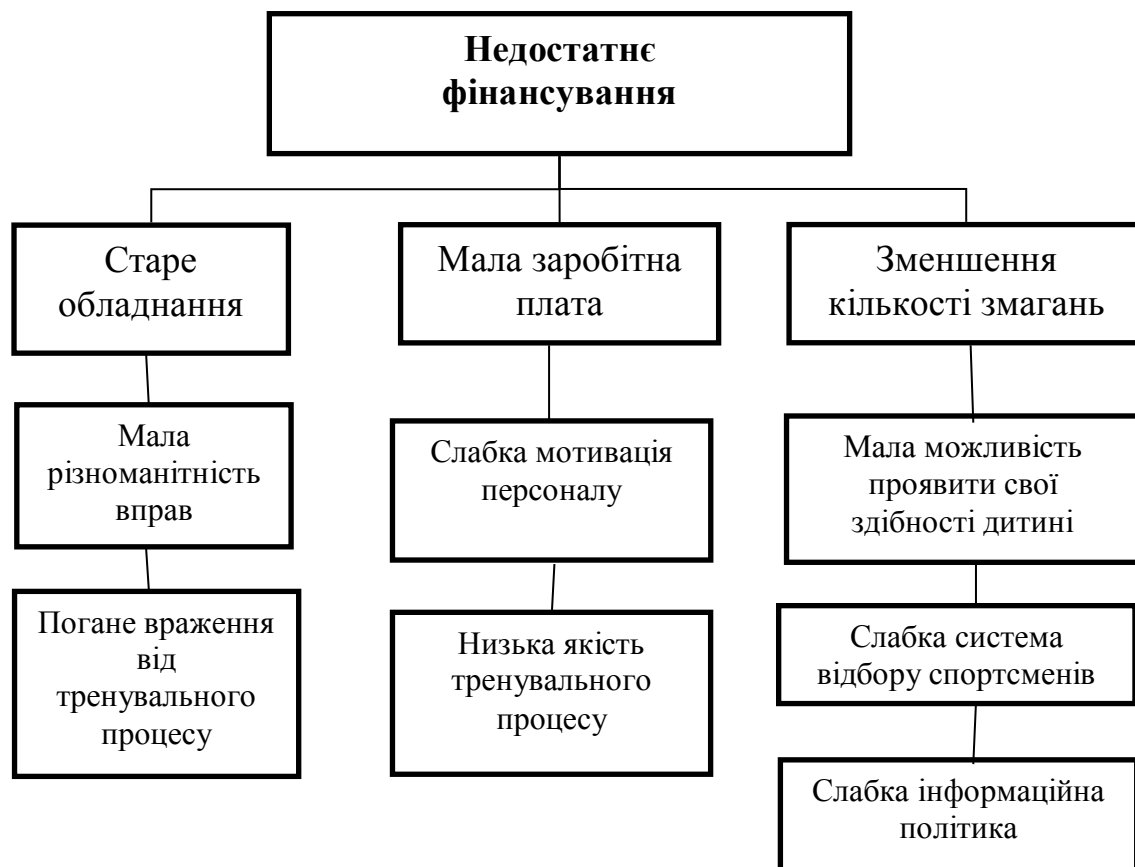 Недостатнє
фінансування
Старе
обладнання
Мала заробітна
плата
Зменшення
кількості змагань
Мала
різноманітність
вправ
Слабка мотивація
персоналу
Мала можливість
проявити свої
здібності дитині
Погане враження
від
тренувального
процесу
Низька якість
тренувального
процесу
Слабка система
відбору спортсменів
Слабка інформаційна
політика